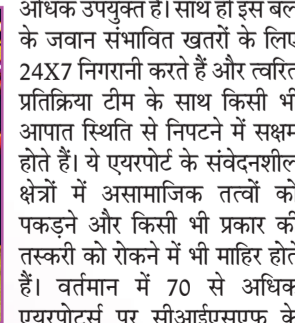 अधिक उपयुक्त है। साथ ही इस बल
के जवान संभावित खतरों के लिए
24X7 निगरानी करते हैं और त्वरित
प्रतिक्रिया टीम के साथ किसी भी
आपात स्थिति से निपटने में सक्षम
होते हैं। ये एयरपोर्ट के संवेदनशील
क्षेत्रों में असामाजिक तत्वों को
पकड़ने और किसी भी प्रकार की
तस्करी को रोकने में भी माहिर होते
हैं। वर्तमान में 70 से अधिक
एयरपोर्ट्स पर सीआईएसएफ के